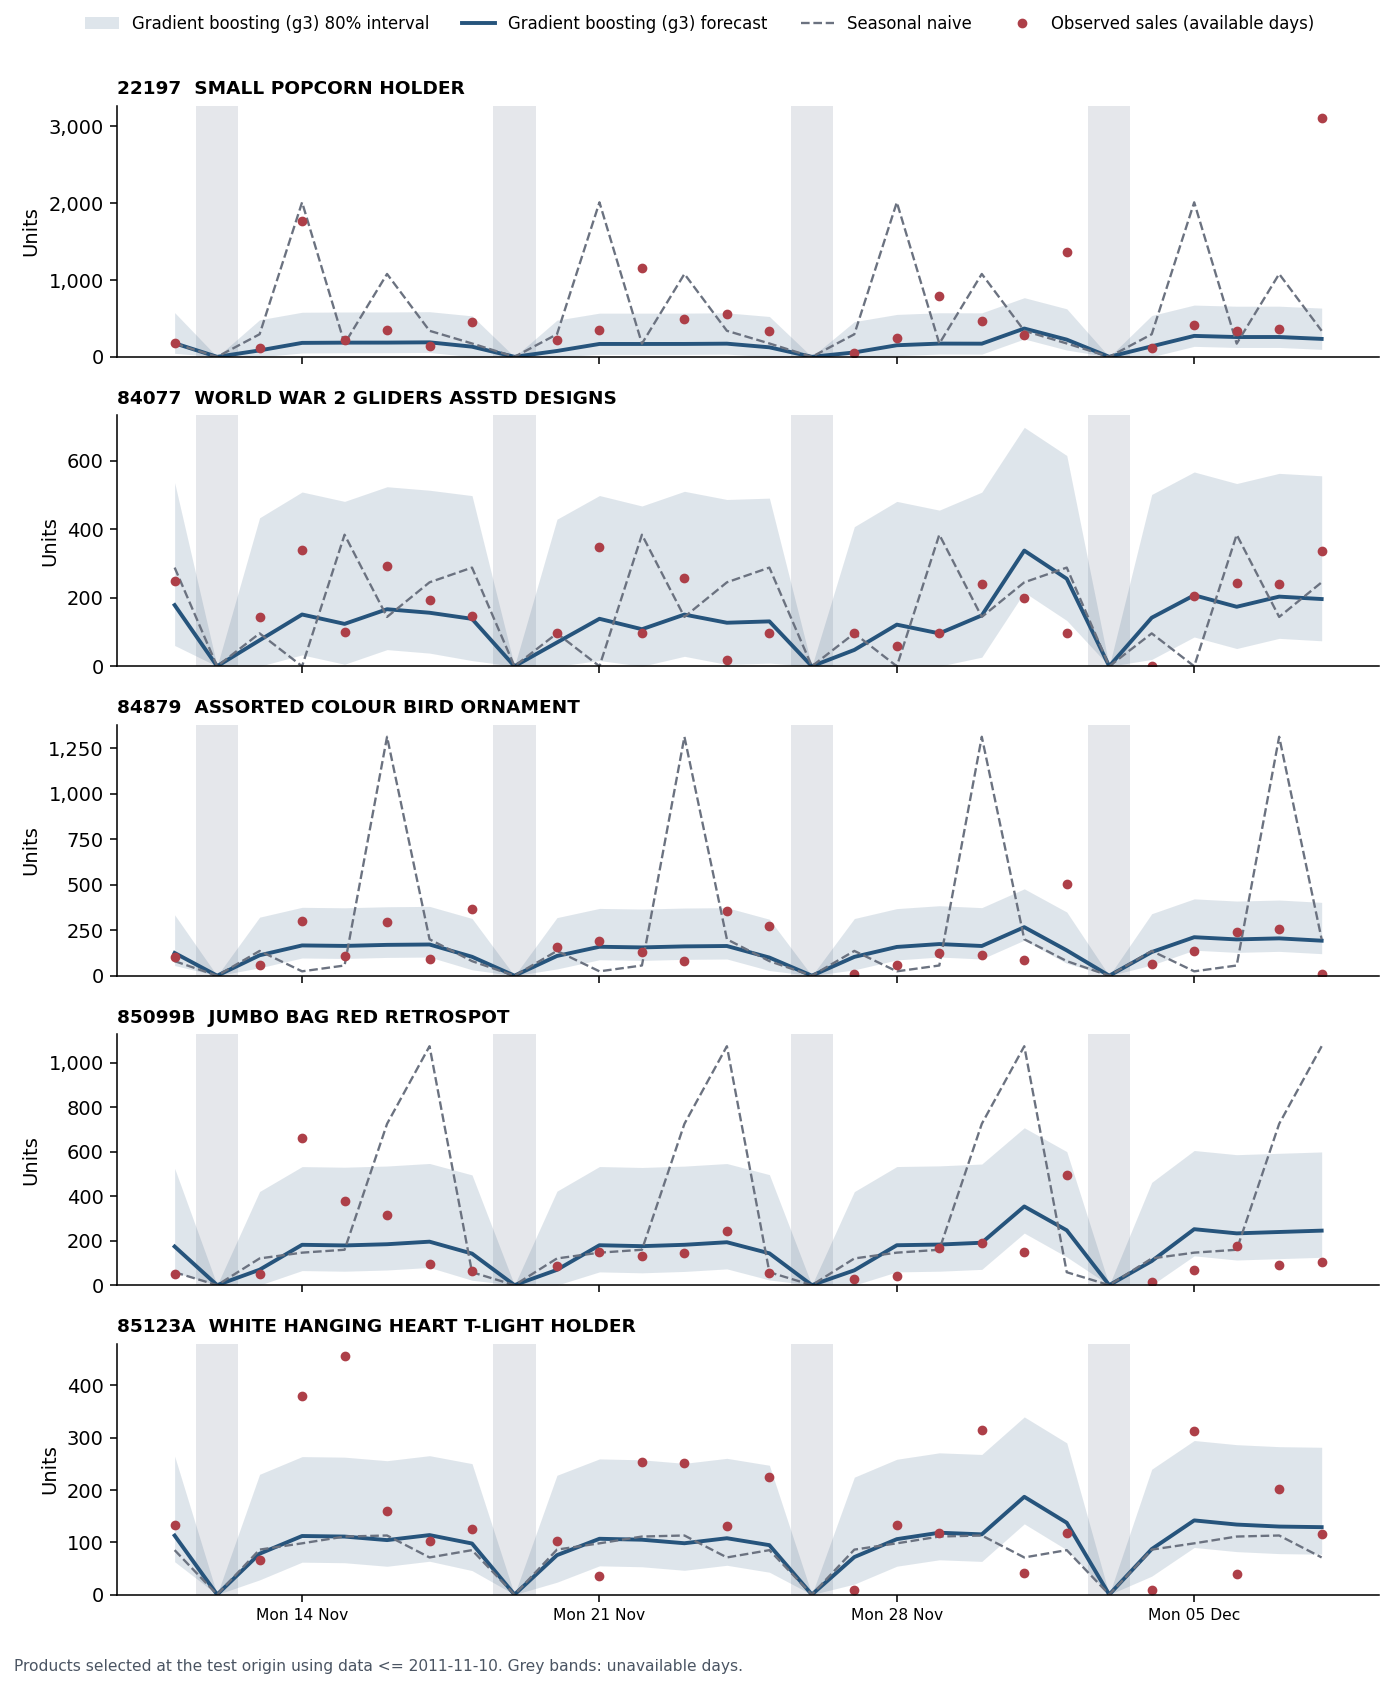 Gradient boosting (g3) 80% interval Gradient boosting (g3) forecast Seasonal naive Observed sales (available days)
22197 SMALL POPCORN HOLDER
3,000
2,000
1,000
0
Units
84077 WORLD WAR 2 GLIDERS ASSTD DESIGNS
600
400
200
0
Units
84879 ASSORTED COLOUR BIRD ORNAMENT
1,250
1,000
750
500
250
0
Units
85099B JUMBO BAG RED RETROSPOT
1,000
800
600
400
200
0
Units
85123A WHITE HANGING HEART T-LIGHT HOLDER
400
300
200
100
0
Units
Mon 14 Nov Mon 21 Nov Mon 28 Nov Mon 05 Dec
Products selected at the test origin using data <= 2011-11-10. Grey bands: unavailable days.